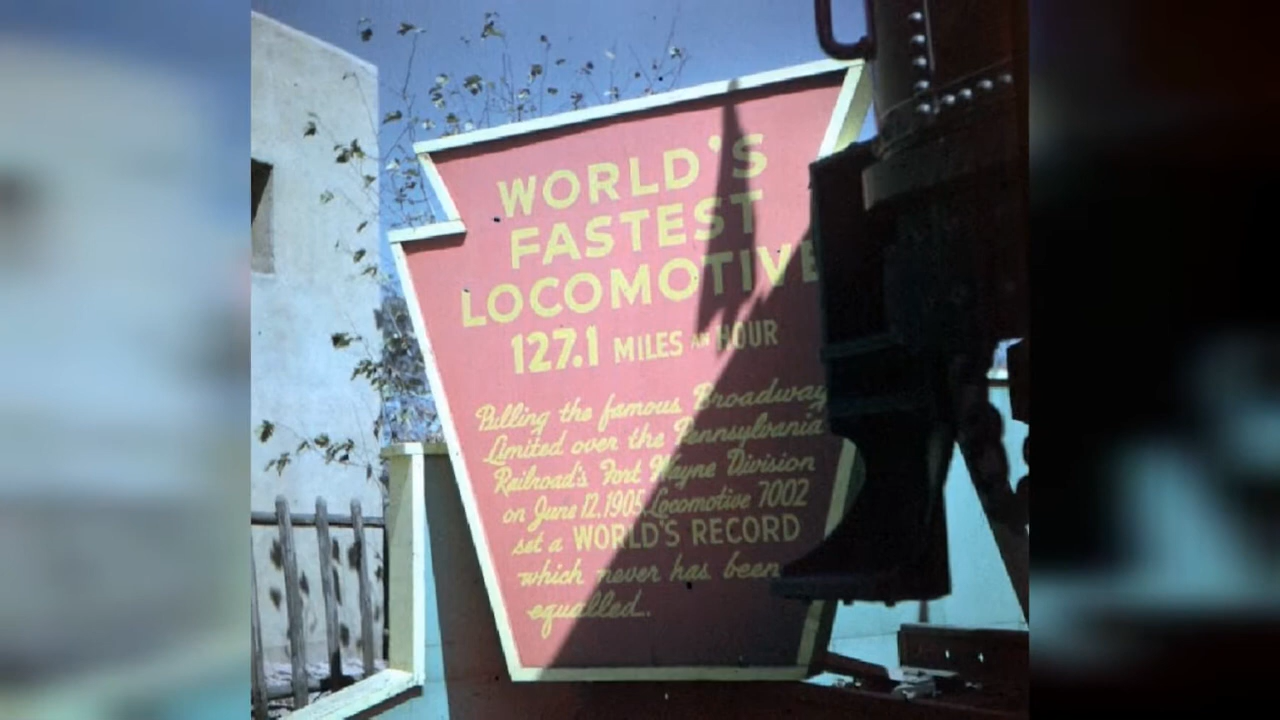 WORLD'S
FASTEST
LOCOMOTIVE
127.1 MILES AN HOUR
Pulling the famous Broadway
Limited over the Pennsylvania
Railroad's Fort Wayne Division
on June 12, 1905, Locomotive 7002
set a WORLD'S RECORD
which never has been
equalled.